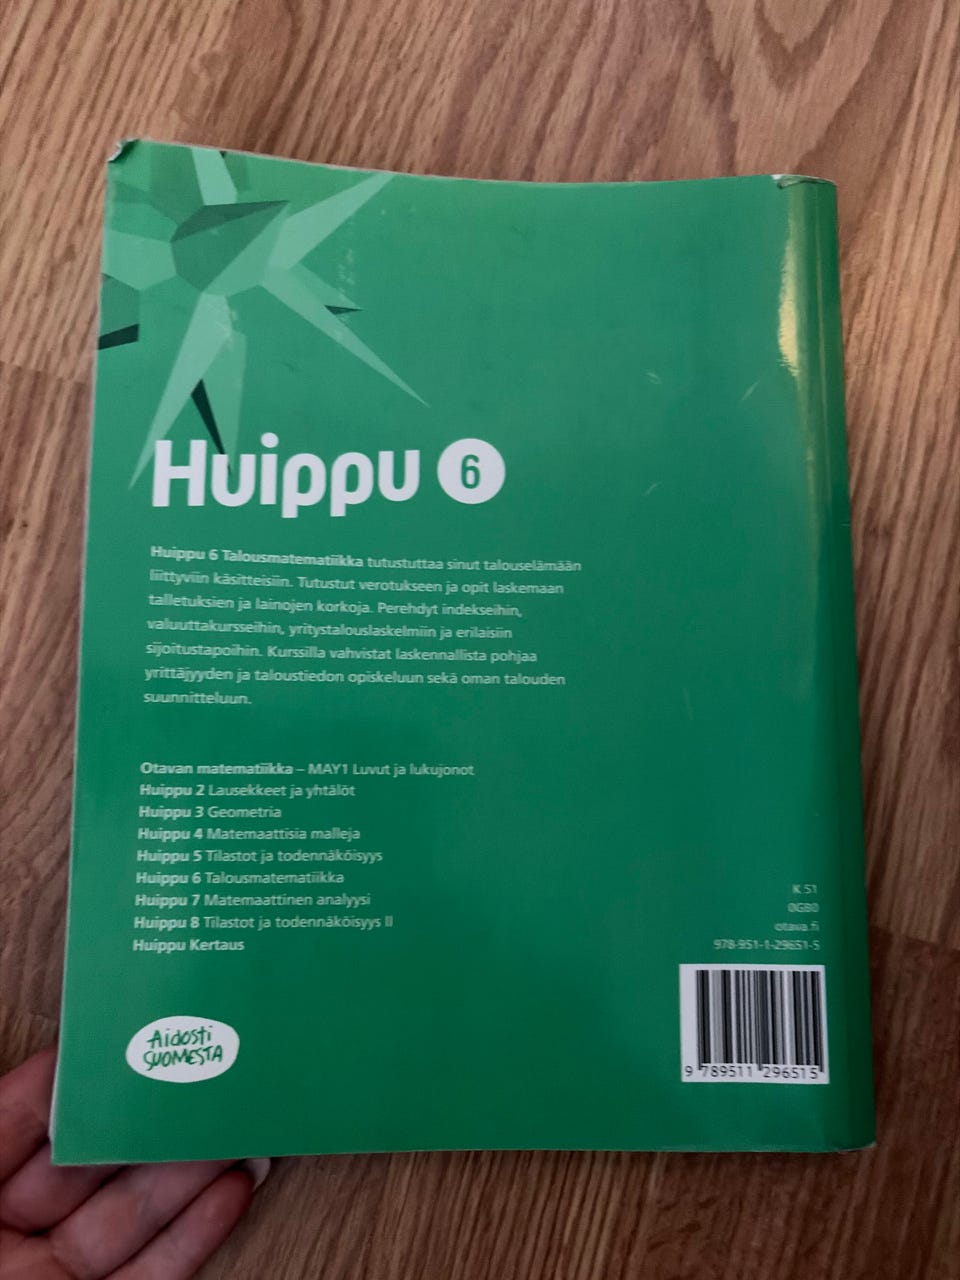 Huippu 6
Huippu 6 Talousmatematiikka tutustuttaa sinut talouselämään
liittyviin käsitteisiin. Tutustut verotukseen ja opit laskemaan
talletuksien ja lainojen korkoja. Perehdyt indekseihin,
valuuttakursseihin, yritystalouslaskelmiin ja erilaisiin
sijoitustapoihin. Kurssilla vahvistat laskennallista pohjaa
yrittäjyyden ja taloustiedon opiskeluun sekä oman talouden
suunnitteluun.
Otavan matematiikka – MAY1 Luvut ja lukujonot
Huippu 2 Lausekkeet ja yhtälöt
Huippu 3 Geometria
Huippu 4 Matemaattisia malleja
Huippu 5 Tilastot ja todennäköisyys
Huippu 6 Talousmatematiikka
Huippu 7 Matemaattinen analyysi
Huippu 8 Tilastot ja todennäköisyys II
Huippu Kertaus
Aidosti
SUOMESTA
K 51
0GB0
otava.fi
978-951-1-29651-5
9 789511 296515